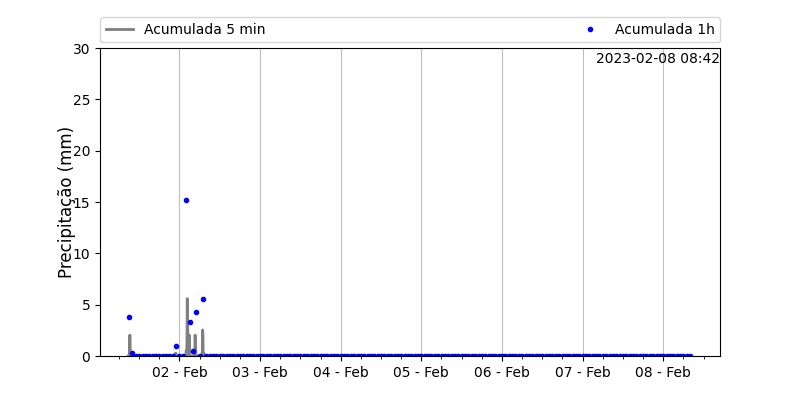 Acumulada 5 min
Acumulada 1h
2023-02-08 08:42
Precipitação (mm)
30
25
20
15
10
5
0
02 - Feb
03 - Feb
04 - Feb
05 - Feb
06 - Feb
07 - Feb
08 - Feb